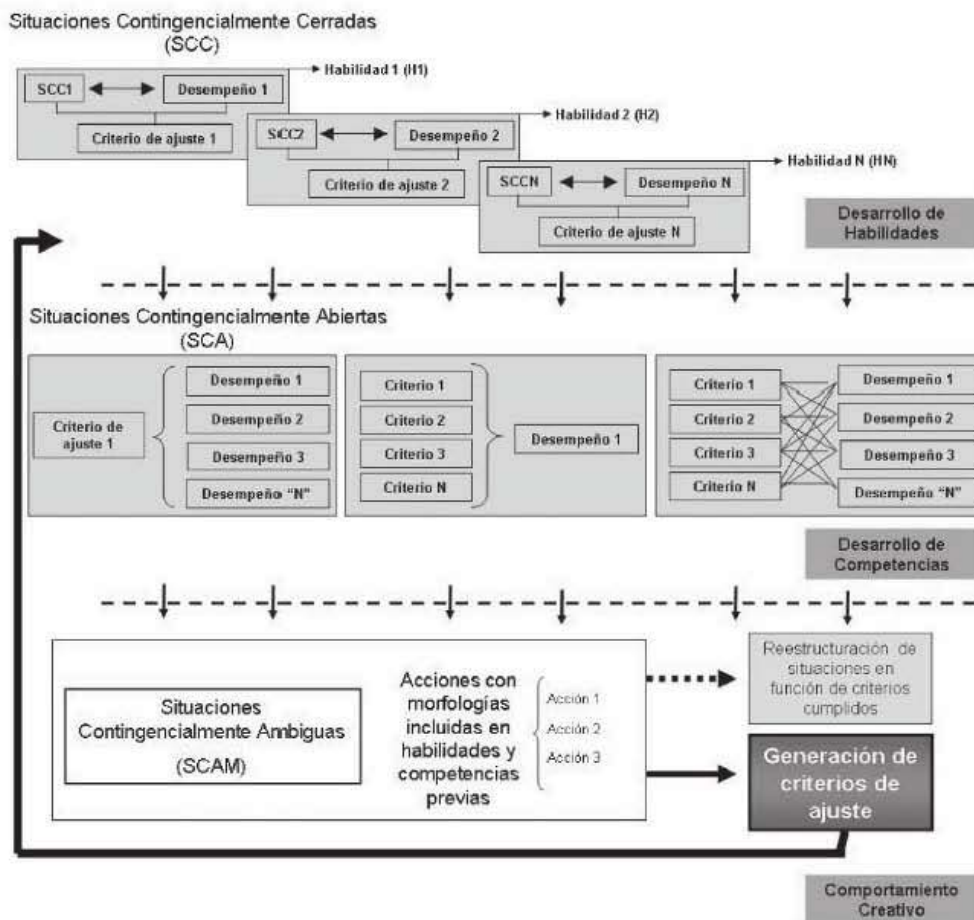 Situaciones Contingencialmente Cerradas
(SCC)
Habilidad 1 (H1)
SCC1
Desempeño 1
Criterio de ajuste 1
Habilidad 2 (H2)
SCC2
Desempeño 2
Criterio de ajuste 2
Habilidad N (HN)
SCCN
Desempeño N
Criterio de ajuste N
Desarrollo de
Habilidades
Situaciones Contingencialmente Abiertas
(SCA)
Criterio de
ajuste 1
Desempeño 1
Desempeño 2
Desempeño 3
Desempeño "N"
Criterio 1
Criterio 2
Criterio 3
Criterio N
Desempeño 1
Criterio 1
Criterio 2
Criterio 3
Criterio N
Desempeño 1
Desempeño 2
Desempeño 3
Desempeño "N"
Desarrollo de
Competencias
Situaciones
Contingencialmente Ambiguas
(SCAM)
Acciones con
morfologías
incluidas en
habilidades y
competencias
previas
Acción 1
Acción 2
Acción 3
Reestructuración de
situaciones en
función de criterios
cumplidos
Generación de
criterios de
ajuste
Comportamiento
Creativo